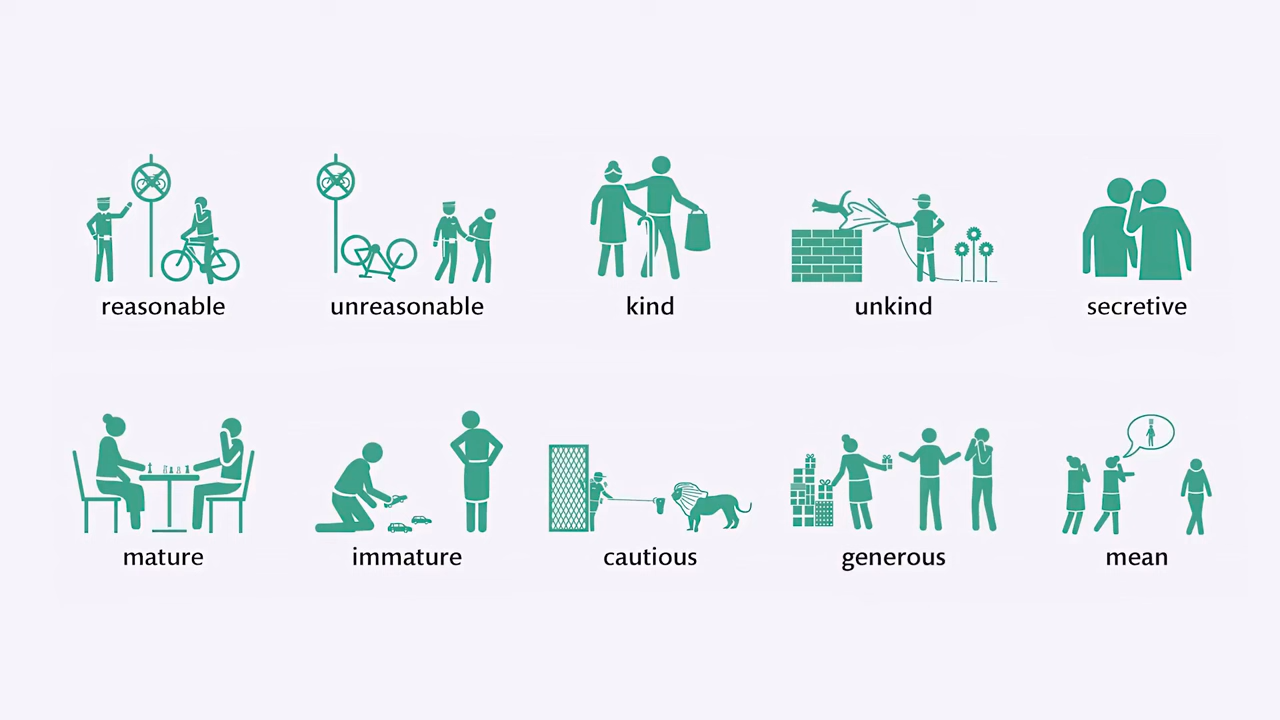 reasonable
unreasonable
kind
unkind
secretive
mature
immature
cautious
generous
mean